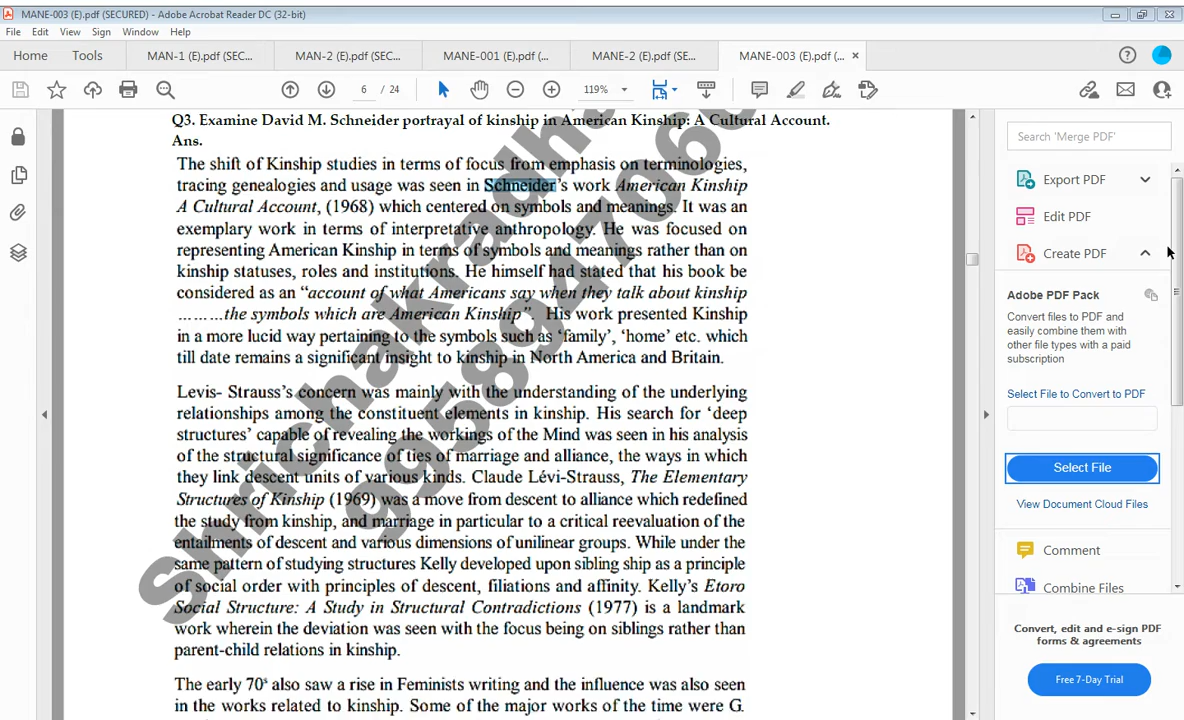 MANE-003 (E).pdf (SECURED) - Adobe Acrobat Reader DC (32-bit)
File Edit View Sign Window Help
Home Tools MAN-1 (E).pdf (SEC... MAN-2 (E).pdf (SEC... MANE-001 (E).pdf (... MANE-2 (E).pdf (SE... MANE-003 (E).pdf (... ×
6 / 24 119%
Q3. Examine David M. Schneider portrayal of kinship in American Kinship: A Cultural Account.
Ans.
The shift of Kinship studies in terms of focus from emphasis on terminologies,
tracing genealogies and usage was seen in Schneider's work American Kinship
A Cultural Account, (1968) which centered on symbols and meanings. It was an
exemplary work in terms of interpretative anthropology. He was focused on
representing American Kinship in terms of symbols and meanings rather than on
kinship statuses, roles and institutions. He himself had stated that his book be
considered as an “account of what Americans say when they talk about kinship
………the symbols which are American Kinship”. His work presented Kinship
in a more lucid way pertaining to the symbols such as ‘family’, ‘home’ etc. which
till date remains a significant insight to kinship in North America and Britain.
Levis- Strauss’s concern was mainly with the understanding of the underlying
relationships among the constituent elements in kinship. His search for ‘deep
structures’ capable of revealing the workings of the Mind was seen in his analysis
of the structural significance of ties of marriage and alliance, the ways in which
they link descent units of various kinds. Claude Lévi-Strauss, The Elementary
Structures of Kinship (1969) was a move from descent to alliance which redefined
the study from kinship, and marriage in particular to a critical reevaluation of the
entailments of descent and various dimensions of unilinear groups. While under the
same pattern of studying structures Kelly developed upon sibling ship as a principle
of social order with principles of descent, filiations and affinity. Kelly’s Etoro
Social Structure: A Study in Structural Contradictions (1977) is a landmark
work wherein the deviation was seen with the focus being on siblings rather than
parent-child relations in kinship.
The early 70s also saw a rise in Feminists writing and the influence was also seen
in the works related to kinship. Some of the major works of the time were G.
Shrichakradha
995894706
Search 'Merge PDF'
Export PDF
Edit PDF
Create PDF
Adobe PDF Pack
Convert files to PDF and
easily combine them with
other file types with a paid
subscription
Select File to Convert to PDF
Select File
View Document Cloud Files
Comment
Combine Files
Convert, edit and e-sign PDF
forms & agreements
Free 7-Day Trial